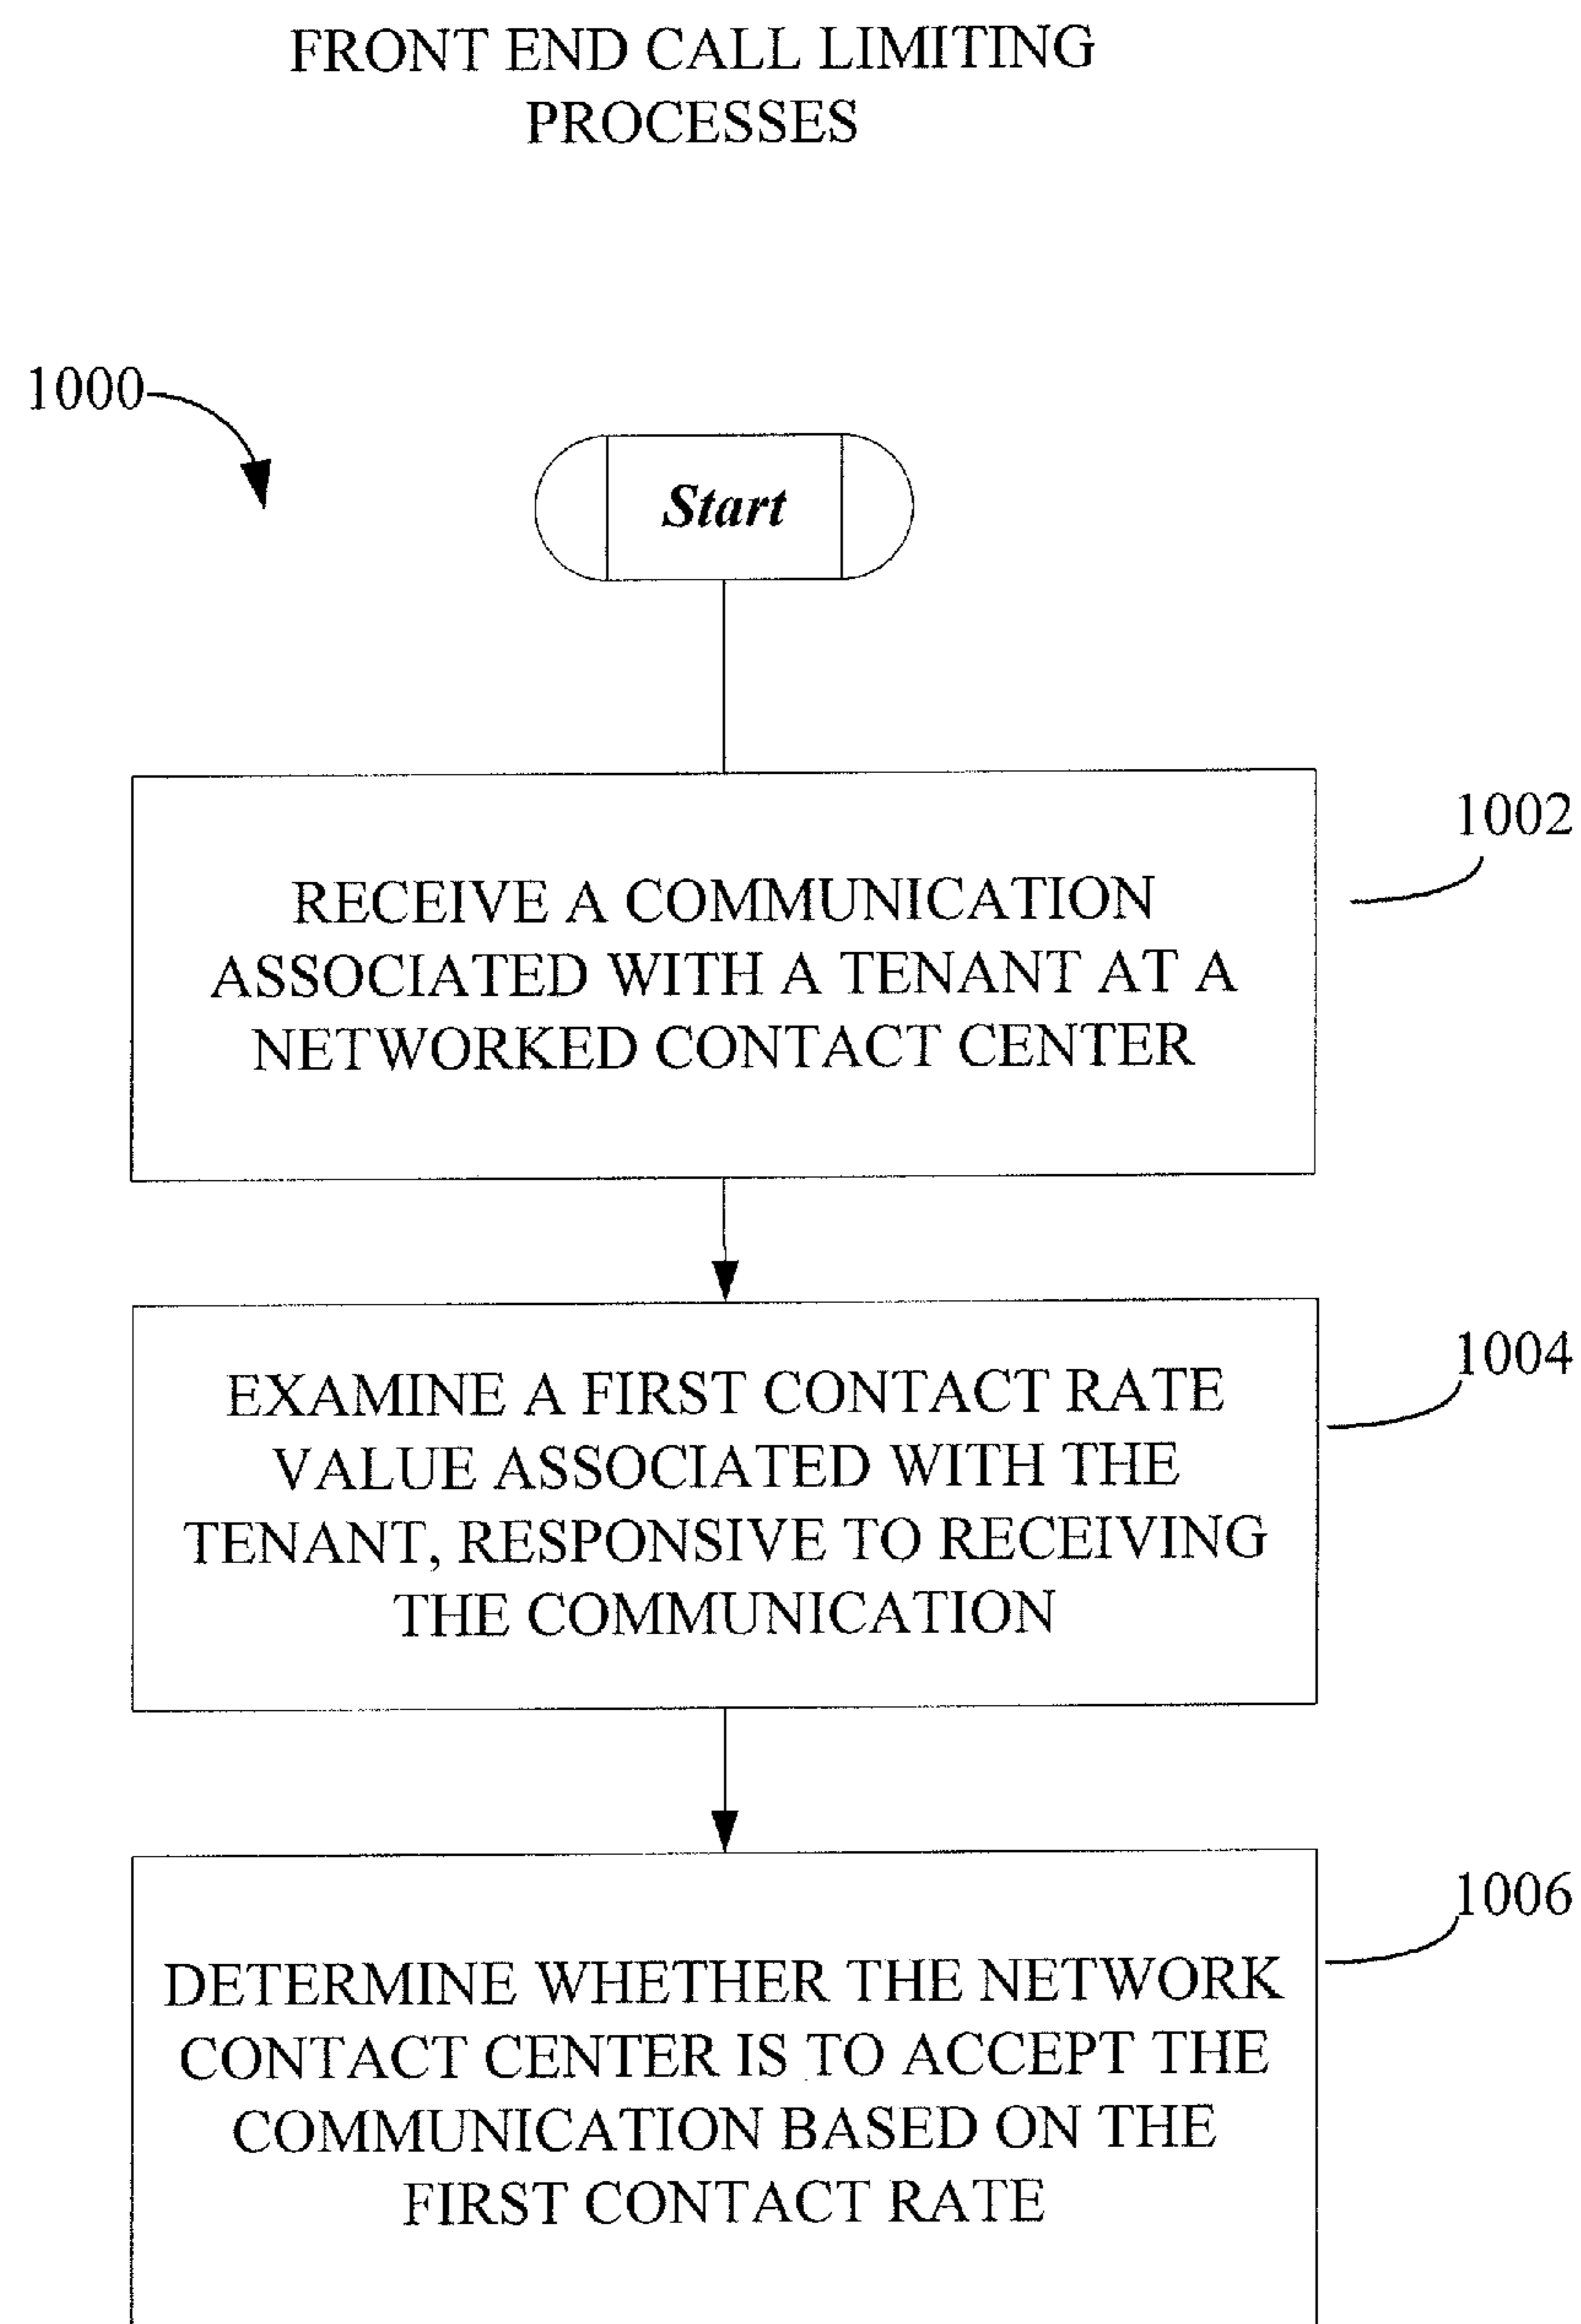 FRONT END CALL LIMITING
PROCESSES
1000
Start
1002
RECEIVE A COMMUNICATION
ASSOCIATED WITH A TENANT AT A
NETWORKED CONTACT CENTER
1004
EXAMINE A FIRST CONTACT RATE
VALUE ASSOCIATED WITH THE
TENANT, RESPONSIVE TO RECEIVING
THE COMMUNICATION
1006
DETERMINE WHETHER THE NETWORK
CONTACT CENTER IS TO ACCEPT THE
COMMUNICATION BASED ON THE
FIRST CONTACT RATE